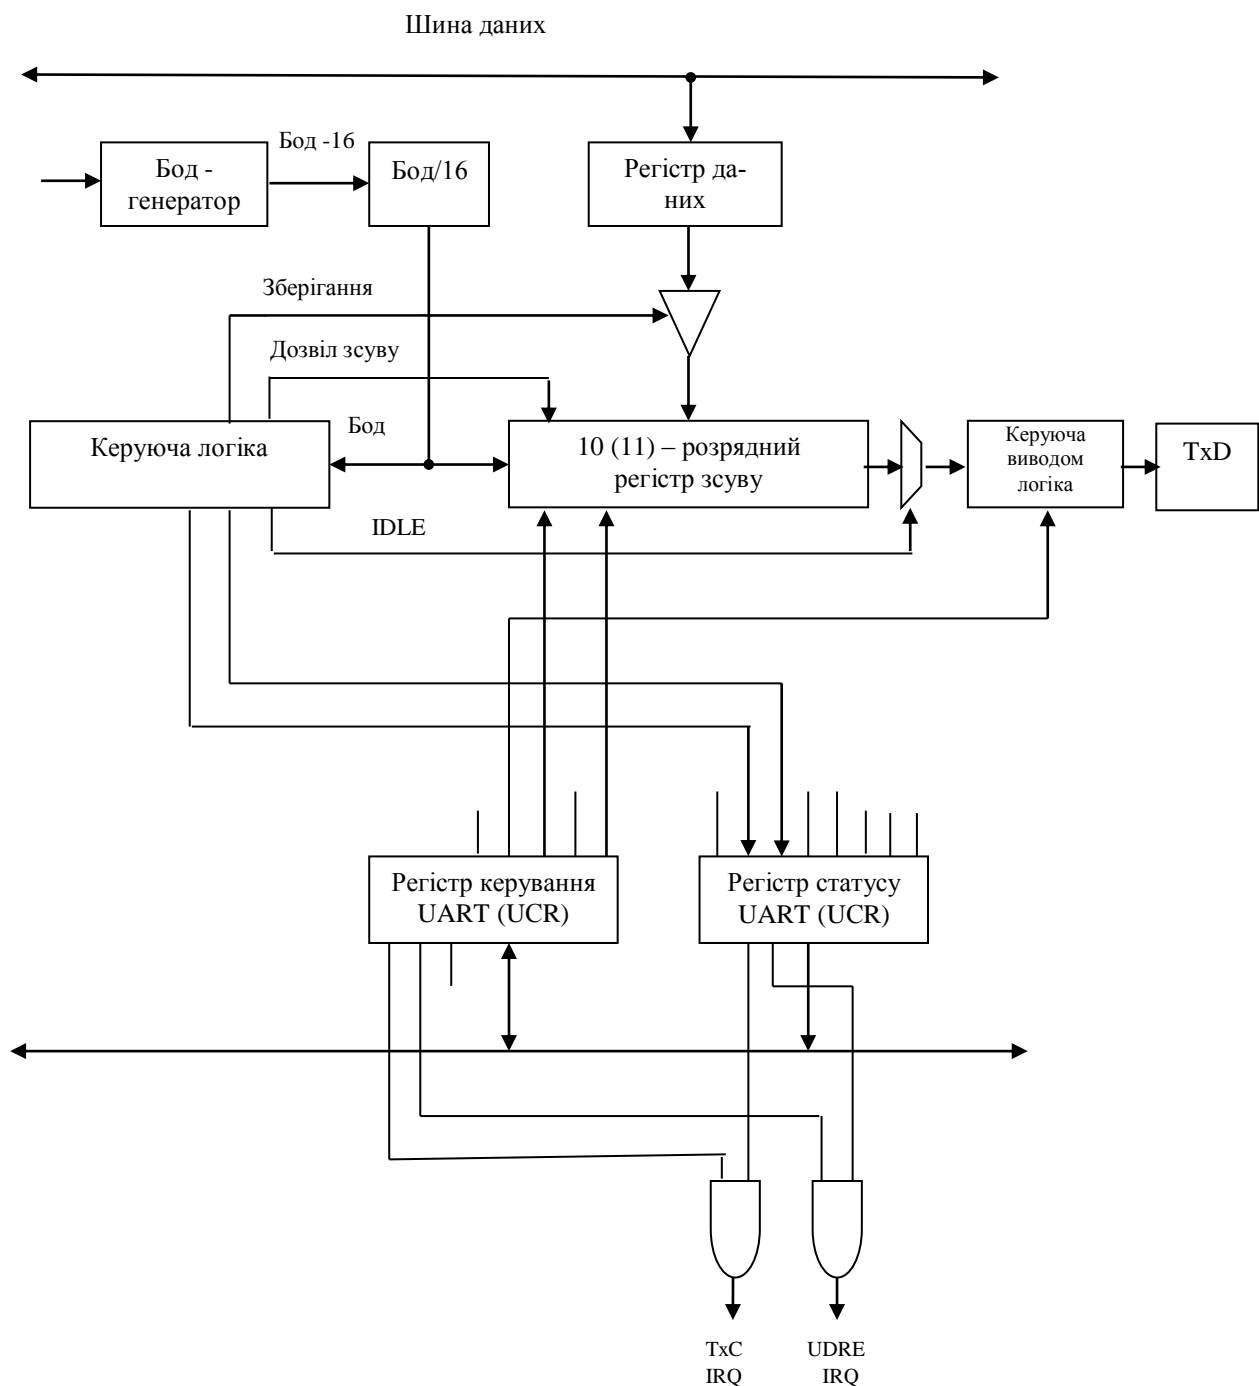 Шина даних
Бод -16
Бод -
генератор
Бод/16
Регістр да-
них
Зберігання
Дозвіл зсуву
Бод
Керуюча логіка
10 (11) – розрядний
регістр зсуву
Керуюча
виводом
логіка
TxD
IDLE
Регістр керування
UART (UCR)
Регістр статусу
UART (UCR)
TxC
IRQ
UDRE
IRQ